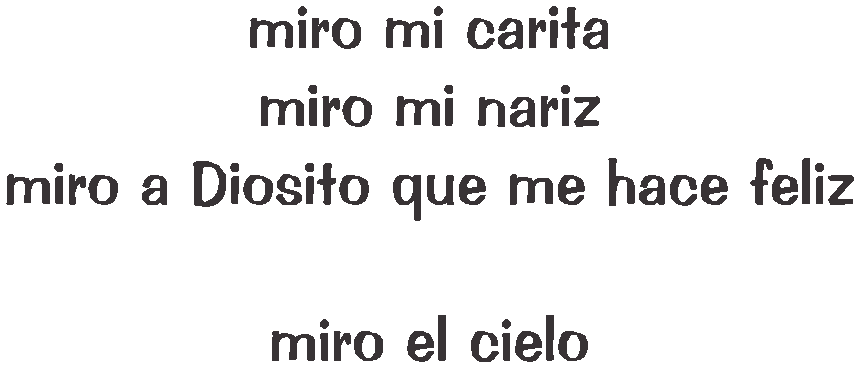 miro mi carita
miro mi nariz
miro a Diosito que me hace feliz
miro el cielo